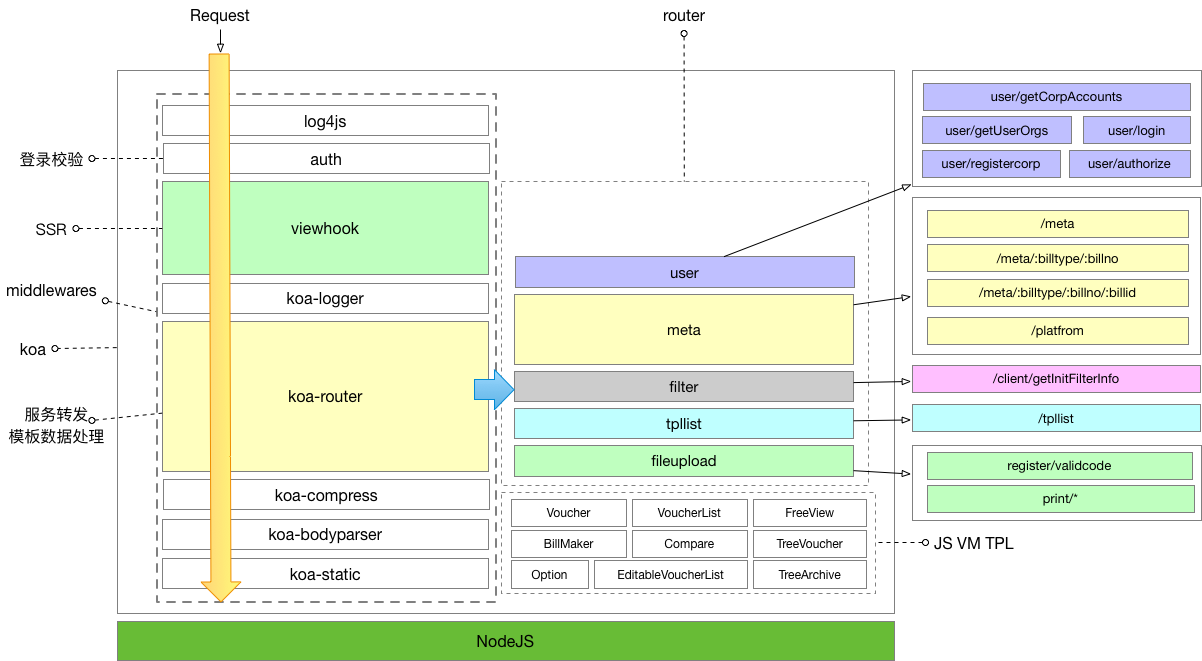 Request
router
log4js
auth
viewhook
koa-logger
koa-router
koa-compress
koa-bodyparser
koa-static
登录校验
SSR
middlewares
koa
服务转发
模板数据处理
user
meta
filter
tpllist
fileupload
Voucher
VoucherList
FreeView
BillMaker
Compare
TreeVoucher
Option
EditableVoucherList
TreeArchive
user/getCorpAccounts
user/getUserOrgs
user/login
user/registercorp
user/authorize
/meta
/meta/:billtype/:billno
/meta/:billtype/:billno/:billid
/platfrom
/client/getInitFilterInfo
/tpllist
register/validcode
print/*
JS VM TPL
NodeJS